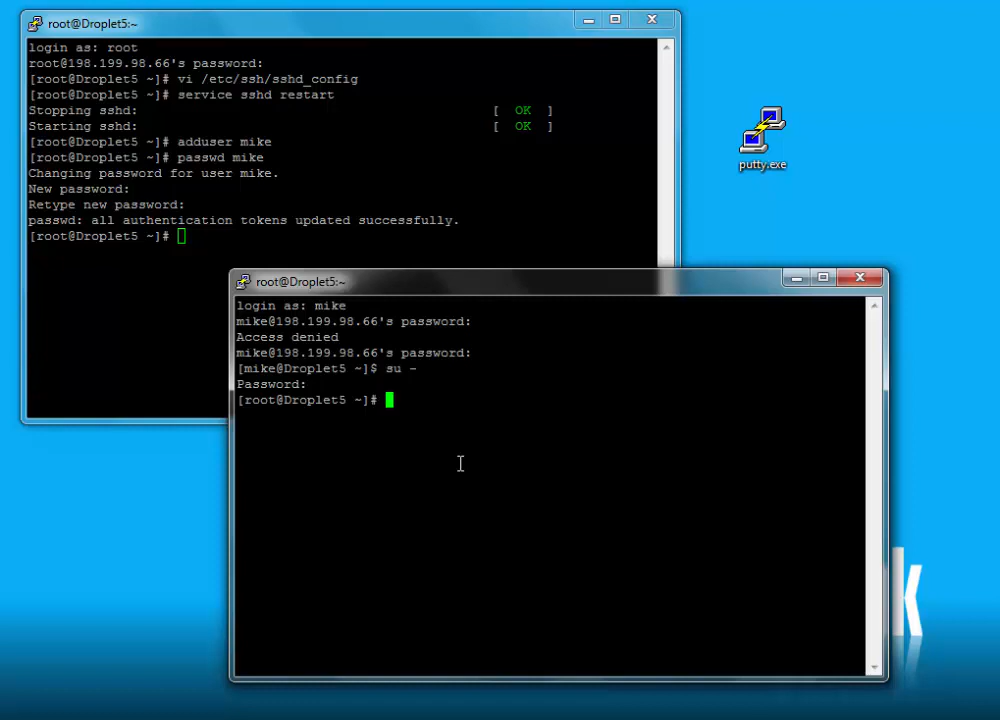 root@Droplet5:~
login as: root
root@198.199.98.66's password:
[root@Droplet5 ~]# vi /etc/ssh/sshd_config
[root@Droplet5 ~]# service sshd restart
Stopping sshd: [ OK ]
Starting sshd: [ OK ]
[root@Droplet5 ~]# adduser mike
[root@Droplet5 ~]# passwd mike
Changing password for user mike.
New password:
Retype new password:
passwd: all authentication tokens updated successfully.
[root@Droplet5 ~]#
putty.exe
root@Droplet5:~
login as: mike
mike@198.199.98.66's password:
Access denied
mike@198.199.98.66's password:
[mike@Droplet5 ~]$ su -
Password:
[root@Droplet5 ~]#